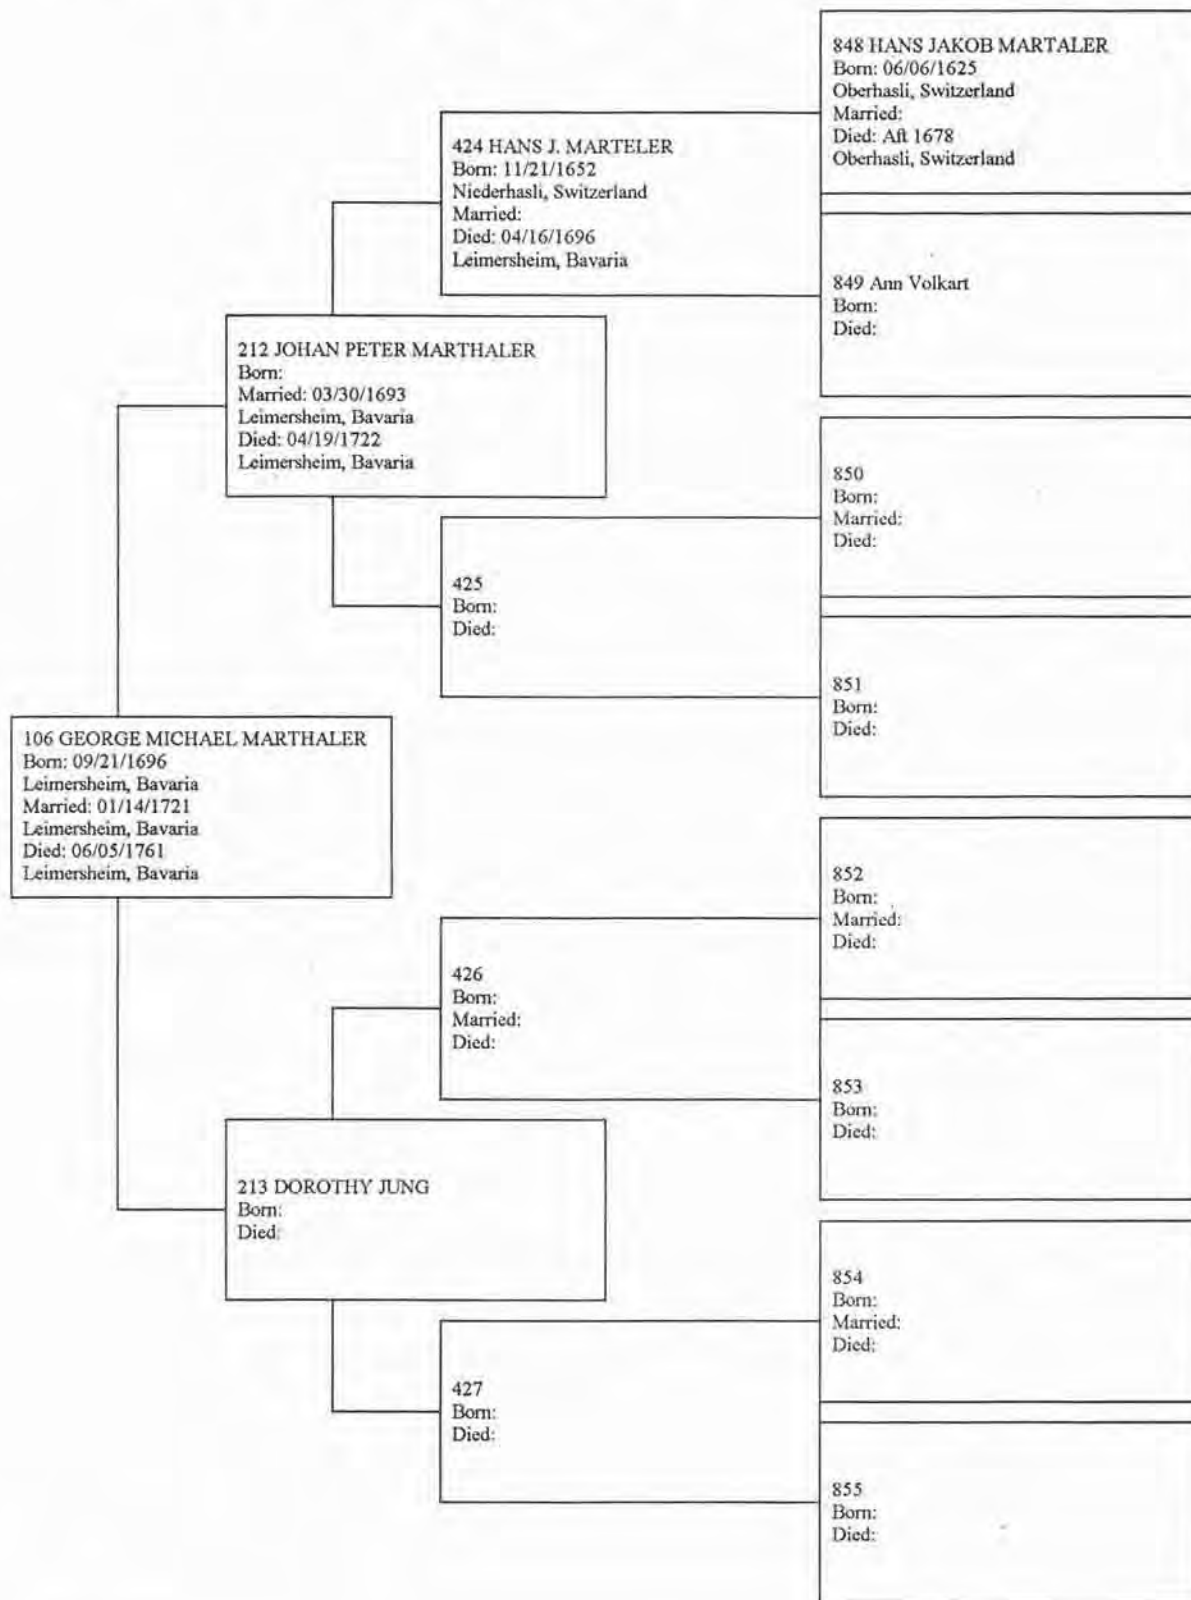 848 HANS JAKOB MARTALER
Born: 06/06/1625
Oberhasli, Switzerland
Married:
Died: Aft 1678
Oberhasli, Switzerland
424 HANS J. MARTELER
Born: 11/21/1652
Niederhasli, Switzerland
Married:
Died: 04/16/1696
Leimersheim, Bavaria
849 Ann Volkart
Born:
Died:
212 JOHAN PETER MARTHALER
Born:
Married: 03/30/1693
Leimersheim, Bavaria
Died: 04/19/1722
Leimersheim, Bavaria
850
Born:
Married:
Died:
425
Born:
Died:
851
Born:
Died:
106 GEORGE MICHAEL MARTHALER
Born: 09/21/1696
Leimersheim, Bavaria
Married: 01/14/1721
Leimersheim, Bavaria
Died: 06/05/1761
Leimersheim, Bavaria
852
Born:
Married:
Died:
426
Born:
Married:
Died:
853
Born:
Died:
213 DOROTHY JUNG
Born:
Died:
854
Born:
Married:
Died:
427
Born:
Died:
855
Born:
Died: